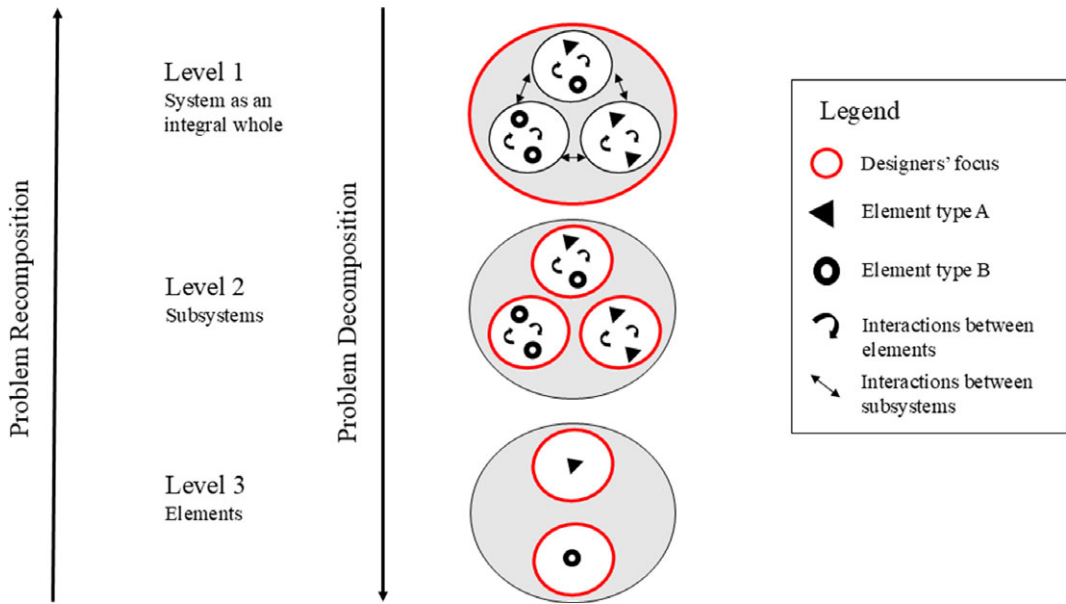 Problem Recomposition
Level 1
System as an
integral whole
Level 2
Subsystems
Level 3
Elements
Problem Decomposition
Legend
Designers’ focus
Element type A
Element type B
Interactions between
elements
Interactions between
subsystems